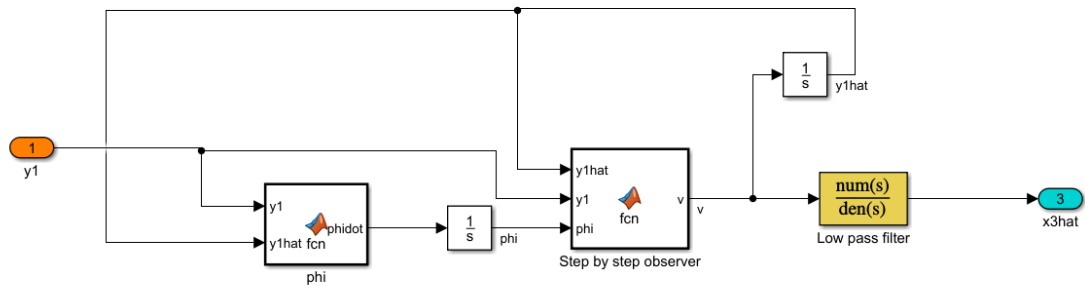 1
s
y1hat
1
y1
y1
y1hat
fcn
phidot
phi
1
s
phi
y1hat
y1
phi
fcn
v
Step by step observer
v
num(s)
den(s)
Low pass filter
3
x3hat